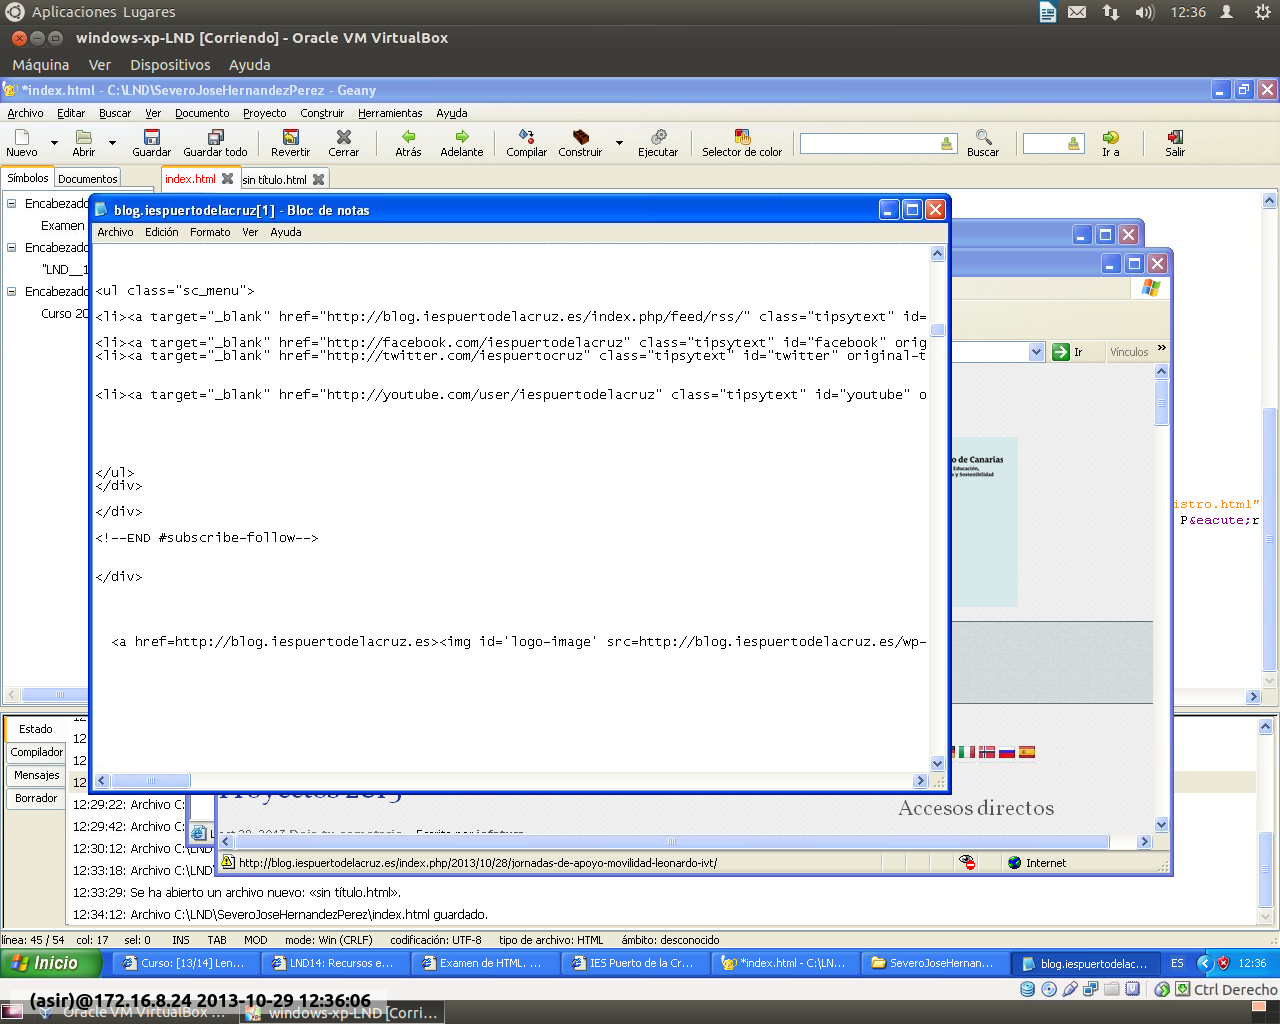 Aplicaciones Lugares
12:36
windows-xp-LND [Corriendo] - Oracle VM VirtualBox
Máquina Ver Dispositivos Ayuda
*index.html - C:\LND\SeveroJoseHernandezPerez - Geany
Archivo Editar Buscar Ver Documento Proyecto Construir Herramientas Ayuda
Nuevo Abrir Guardar Guardar todo Revertir Cerrar Atrás Adelante Compilar Construir Ejecutar Selector de color Buscar Ir a Salir
Símbolos Documentos index.html sin título.html
Encabezado
Examen
Encabezado
"LND__1
Encabezado
Curso 20
blog.iespuertodelacruz[1] - Bloc de notas
Archivo Edición Formato Ver Ayuda
<ul class="sc_menu">
<li><a target="_blank" href="http://blog.iespuertodelacruz.es/index.php/feed/rss/" class="tipsytext" id=
<li><a target="_blank" href="http://facebook.com/iespuertodelacruz" class="tipsytext" id="facebook" orig
<li><a target="_blank" href="http://twitter.com/iespuertocruz" class="tipsytext" id="twitter" original-t
<li><a target="_blank" href="http://youtube.com/user/iespuertodelacruz" class="tipsytext" id="youtube" o
</ul>
</div>
</div>
<!--END #subscribe-follow-->
</div>
<a href=http://blog.iespuertodelacruz.es><img id='logo-image' src=http://blog.iespuertodelacruz.es/wp-
Ir Vínculos »
o de Canarias
Educación,
s y Sostenibilidad
istro.html"
P&eacute;r
Accesos directos
http://blog.iespuertodelacruz.es/index.php/2013/10/28/jornadas-de-apoyo-movilidad-leonardo-ivt/
Internet
Estado
Compilador
Mensajes
Borrador
12:29:22: Archivo C:
12:29:42: Archivo C:
12:30:12: Archivo C:\LND
12:33:18: Archivo C:\LND
12:33:29: Se ha abierto un archivo nuevo: «sin título.html».
12:34:12: Archivo C:\LND\SeveroJoseHernandezPerez\index.html guardado.
línea: 45 / 54 col: 17 sel: 0 INS TAB MOD mode: Win (CRLF) codificación: UTF-8 tipo de archivo: HTML ámbito: desconocido
Inicio Curso: [13/14] Len... LND14: Recursos e... Examen de HTML. ... IES Puerto de la Cr... *index.html - C:\LN... SeveroJoseHernan... blog.iespuertodelac... ES 12:36
Ctrl Derecho
(asir)@172.16.8.24 2013-10-29 12:36:06
Oracle VM VirtualBox ... windows-xp-LND [Corri...